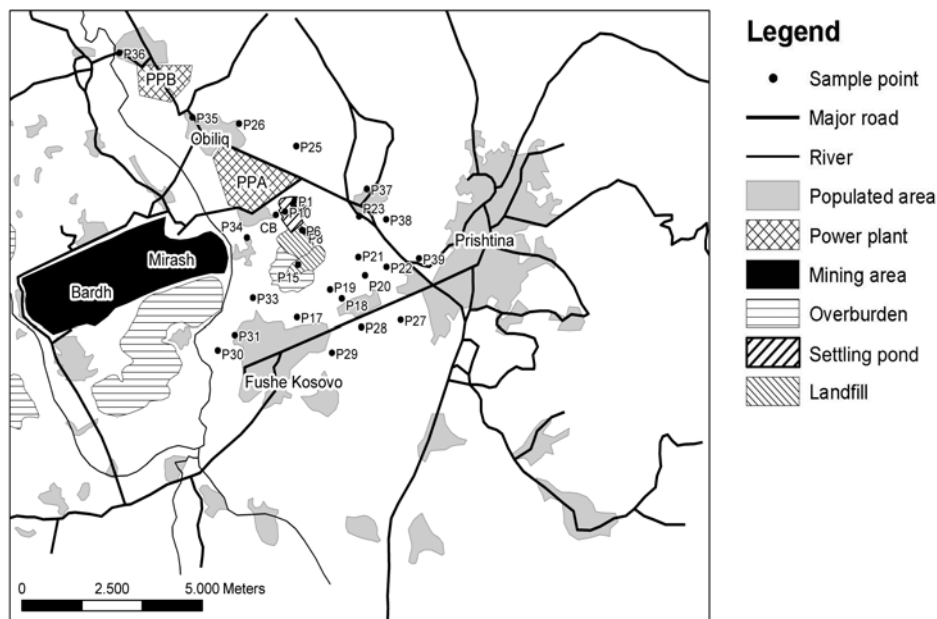 P36
PPB
P35
P26
Obiliq
P25
PPA
P37
P1
P10
P23
P38
CB
P6
P8
P34
Mirash
Prishtina
P39
P21
P22
P15
P20
Bardh
P19
P18
P33
P17
P27
P28
P31
P30
P29
Fushe Kosovo
0 2.500 5.000 Meters
Legend
Sample point
Major road
River
Populated area
Power plant
Mining area
Overburden
Settling pond
Landfill